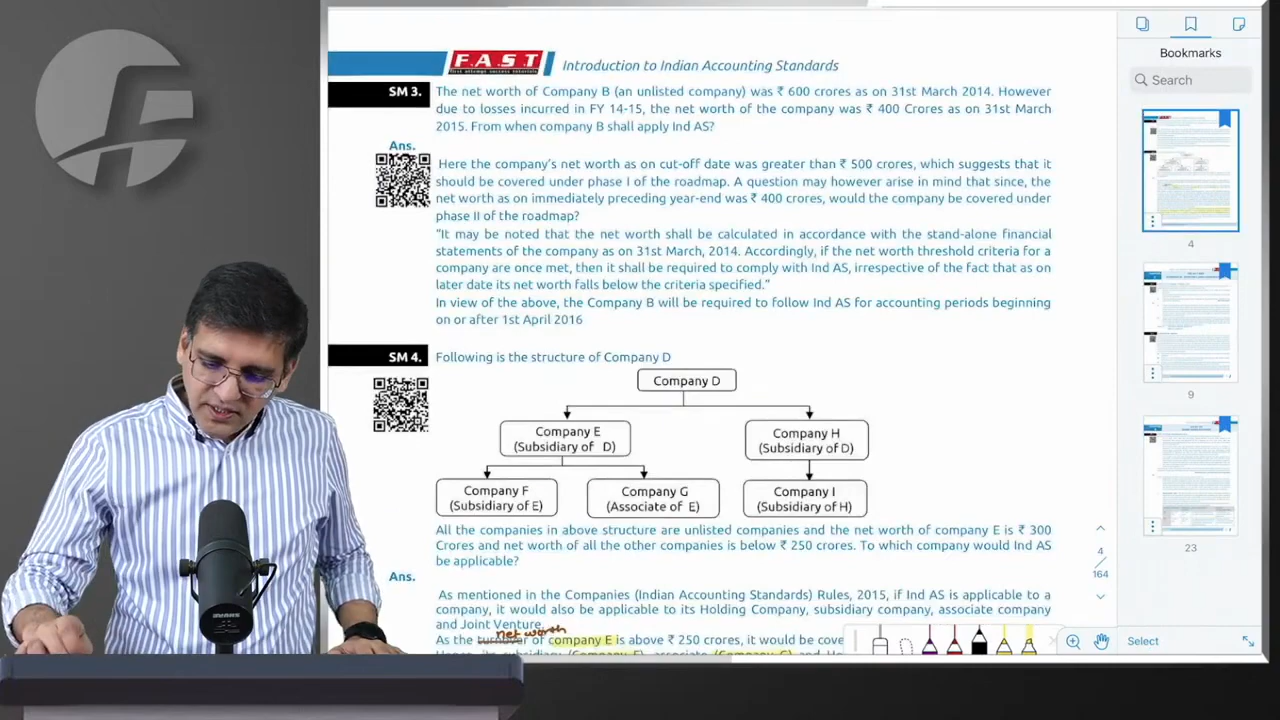 F.A.S.T
first attempt success tutorials
Introduction to Indian Accounting Standards
SM 3.
The net worth of Company B (an unlisted company) was ₹ 600 crores as on 31st March 2014. However
due to losses incurred in FY 14-15, the net worth of the company was ₹ 400 Crores as on 31st March
2015. From when company B shall apply Ind AS?
Ans.
Here the company's net worth as on cut-off date was greater than ₹ 500 crores, which suggests that it
should be covered under phase I of the roadmap. A question may however arise in mind that since, the
net worth as on immediately preceding year-end was ₹ 400 crores, would the company be covered under
phase II of the roadmap?
"It may be noted that the net worth shall be calculated in accordance with the stand-alone financial
statements of the company as on 31st March, 2014. Accordingly, if the net worth threshold criteria for a
company are once met, then it shall be required to comply with Ind AS, irrespective of the fact that as on
later date its net worth falls below the criteria specified."
In view of the above, the Company B will be required to follow Ind AS for accounting periods beginning
on or after 1st April 2016
SM 4.
Following is the structure of Company D
Company D
Company E
(Subsidiary of D)
Company H
(Subsidiary of D)
Company F
(Subsidiary of E)
Company G
(Associate of E)
Company I
(Subsidiary of H)
All the companies in above structure are unlisted companies and the net worth of company E is ₹ 300
Crores and net worth of all the other companies is below ₹ 250 crores. To which company would Ind AS
be applicable?
Ans.
As mentioned in the Companies (Indian Accounting Standards) Rules, 2015, if Ind AS is applicable to a
company, it would also be applicable to its Holding Company, subsidiary company, associate company
and Joint Venture.
net worth
As the turnover of company E is above ₹ 250 crores, it would be cove
Hence, its subsidiary (Company F), associate (Company G) and Ho
Bookmarks
Search
4
9
23
4
164
Select